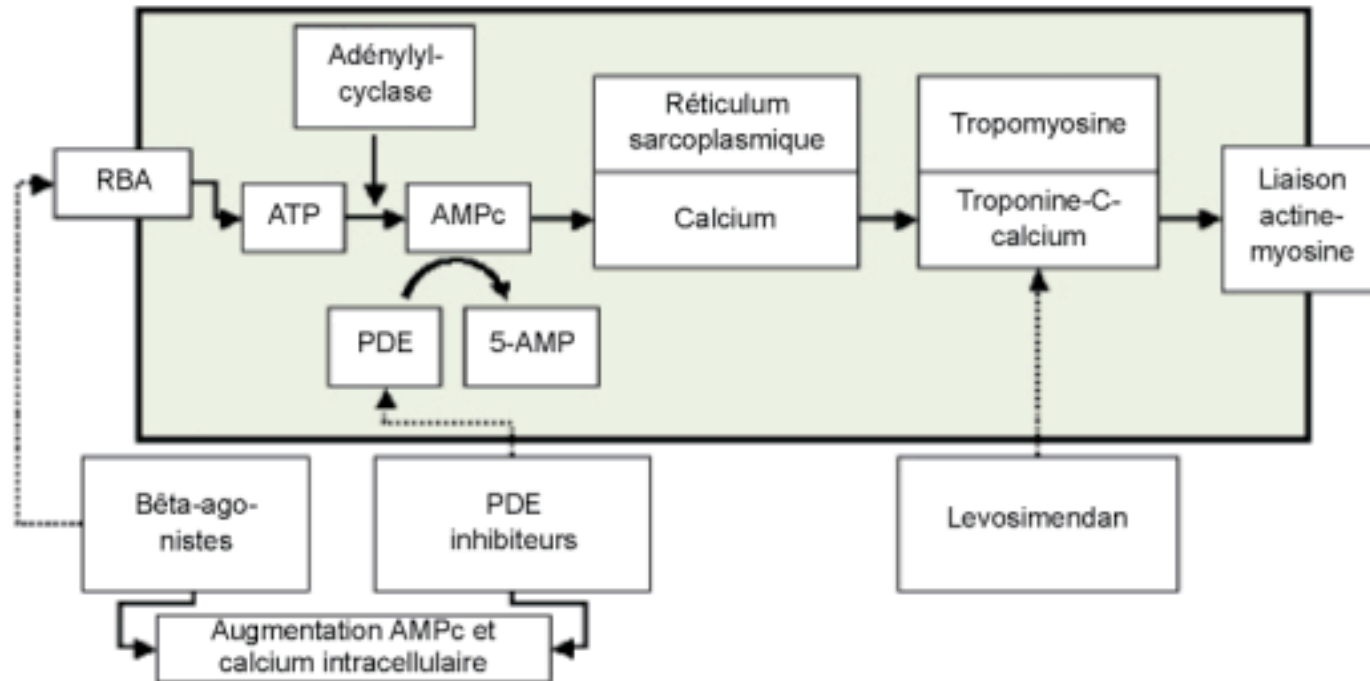 Adénylyl-
cyclase
Réticulum
sarcoplasmique
Tropomyosine
RBA
ATP
AMPc
Calcium
Troponine-C-
calcium
Liaison
actine-
myosine
PDE
5-AMP
Bêta-ago-
nistes
PDE
inhibiteurs
Levosimendan
Augmentation AMPc et
calcium intracellulaire